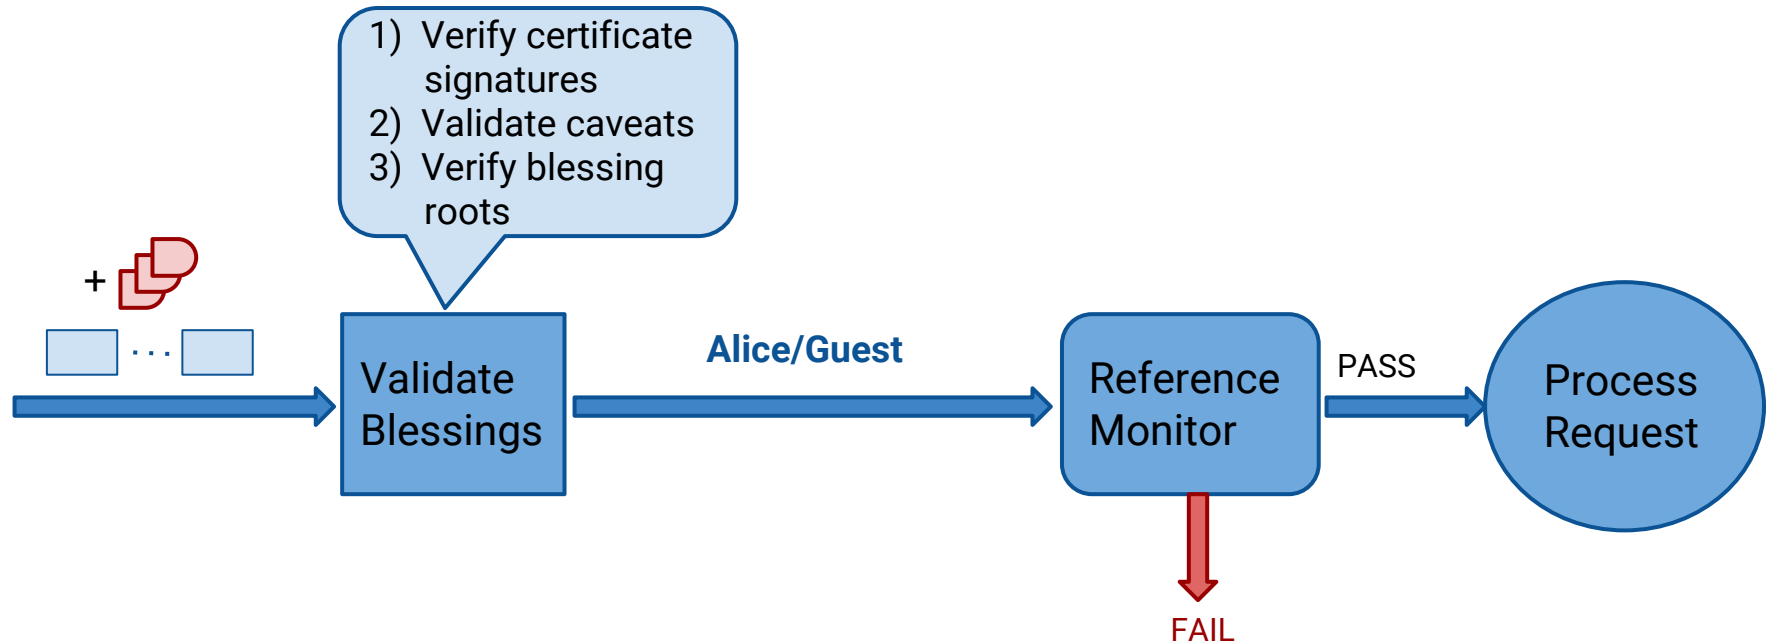 1) Verify certificate
signatures
2) Validate caveats
3) Verify blessing
roots
+
. . .
Validate
Blessings
Alice/Guest
Reference
Monitor
PASS
Process
Request
FAIL